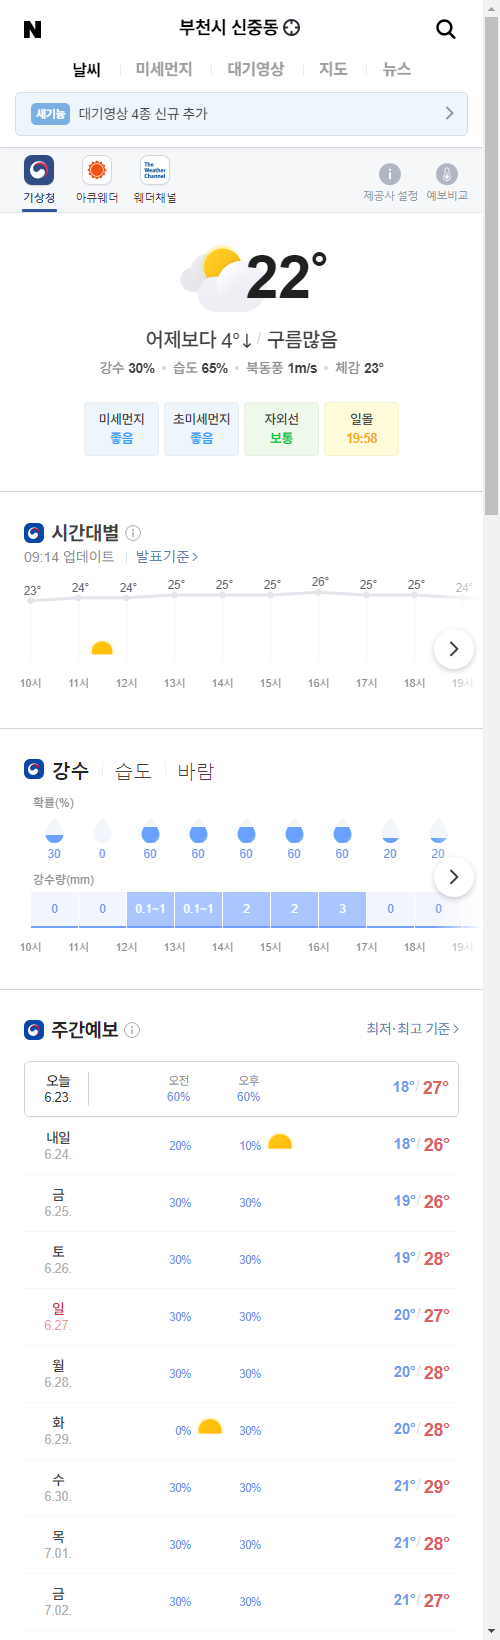 N 부천시 신중동
날씨 미세먼지 대기영상 지도 뉴스
새기능 대기영상 4종 신규 추가
The Weather Channel
기상청 아큐웨더 웨더채널 제공사 설정 예보비교
22°
어제보다 4°↓ / 구름많음
강수 30% • 습도 65% • 북동풍 1m/s • 체감 23°
미세먼지 초미세먼지 자외선 일몰
좋음 좋음 보통 19:58
시간대별
09:14 업데이트 발표기준 >
23° 24° 24° 25° 25° 25° 26° 25° 25° 24°
10시 11시 12시 13시 14시 15시 16시 17시 18시 19시
강수 습도 바람
확률(%)
30 0 60 60 60 60 60 20 20
강수량(mm)
0 0 0.1~1 0.1~1 2 2 3 0 0
10시 11시 12시 13시 14시 15시 16시 17시 18시 19시
주간예보 최저·최고 기준 >
오늘 6.23. 오전 60% 오후 60% 18° / 27°
내일 6.24. 20% 10% 18° / 26°
금 6.25. 30% 30% 19° / 26°
토 6.26. 30% 30% 19° / 28°
일 6.27. 30% 30% 20° / 27°
월 6.28. 30% 30% 20° / 28°
화 6.29. 0% 30% 20° / 28°
수 6.30. 30% 30% 21° / 29°
목 7.01. 30% 30% 21° / 28°
금 7.02. 30% 30% 21° / 27°